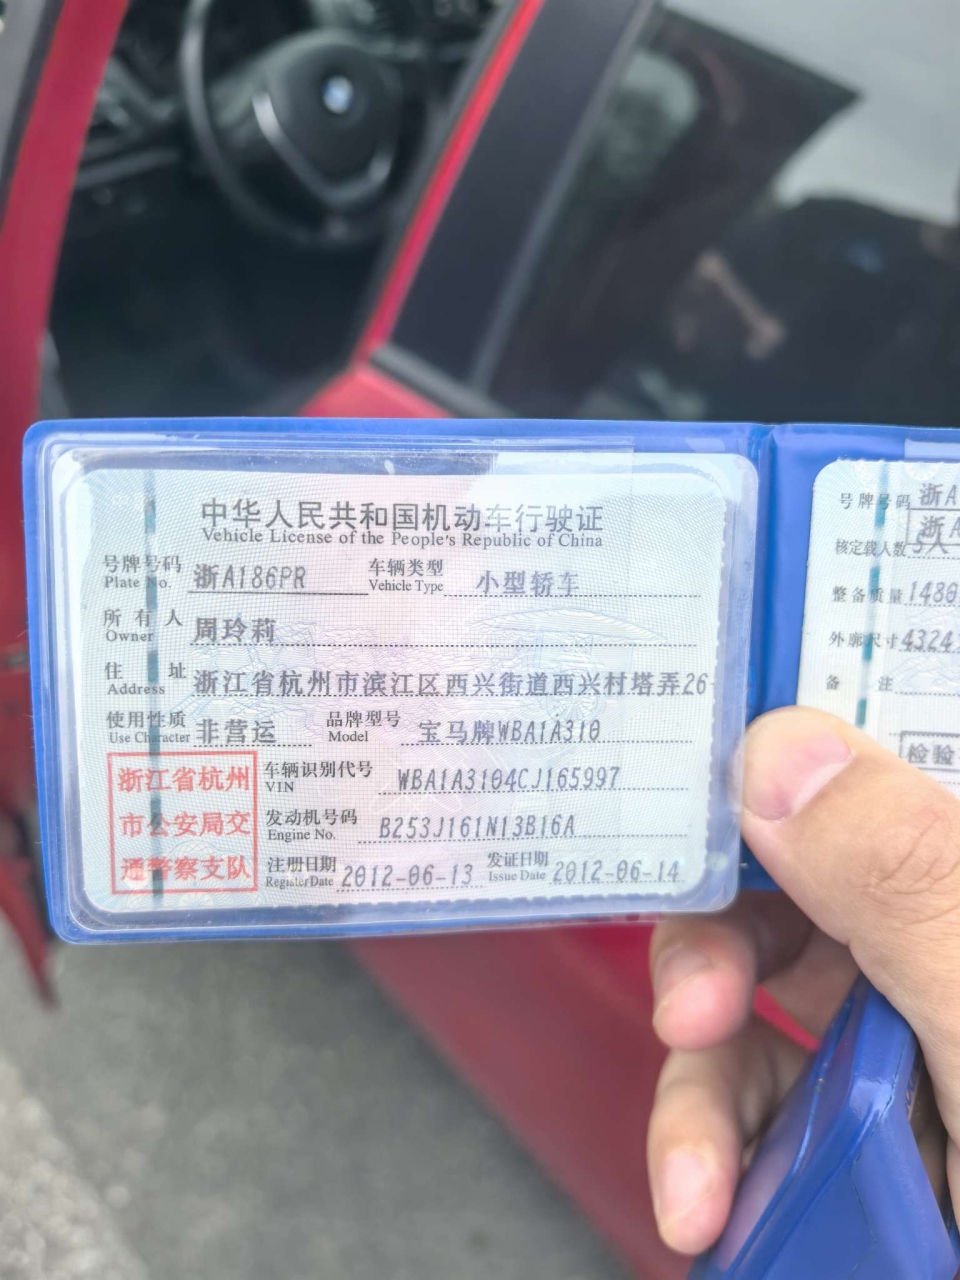 中华人民共和国机动车行驶证
Vehicle License of the People's Republic of China
号牌号码 浙A186PR 车辆类型 小型轿车
Plate No. Vehicle Type
所有人 周玲莉
Owner
住址 浙江省杭州市滨江区西兴街道西兴村塔弄26
Address
使用性质 非营运 品牌型号 宝马牌WBA1A310
Use Character Model
浙江省杭州
市公安局交
通警察支队
车辆识别代号 WBA1A3104CJ165997
VIN
发动机号码 B253J161N13B16A
Engine No.
注册日期 2012-06-13 发证日期 2012-06-14
Register Date Issue Date
号牌号码 浙A
浙A
核定载人数 5人
整备质量 1480
外廓尺寸 4324
备注
检验